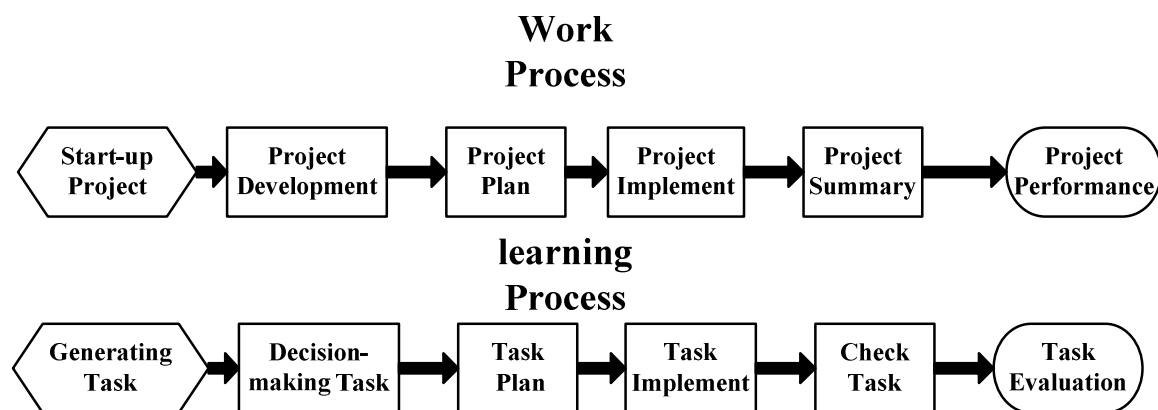 Work
Process
Start-up
Project
Project
Development
Project
Plan
Project
Implement
Project
Summary
Project
Performance
learning
Process
Generating
Task
Decision-
making Task
Task
Plan
Task
Implement
Check
Task
Task
Evaluation